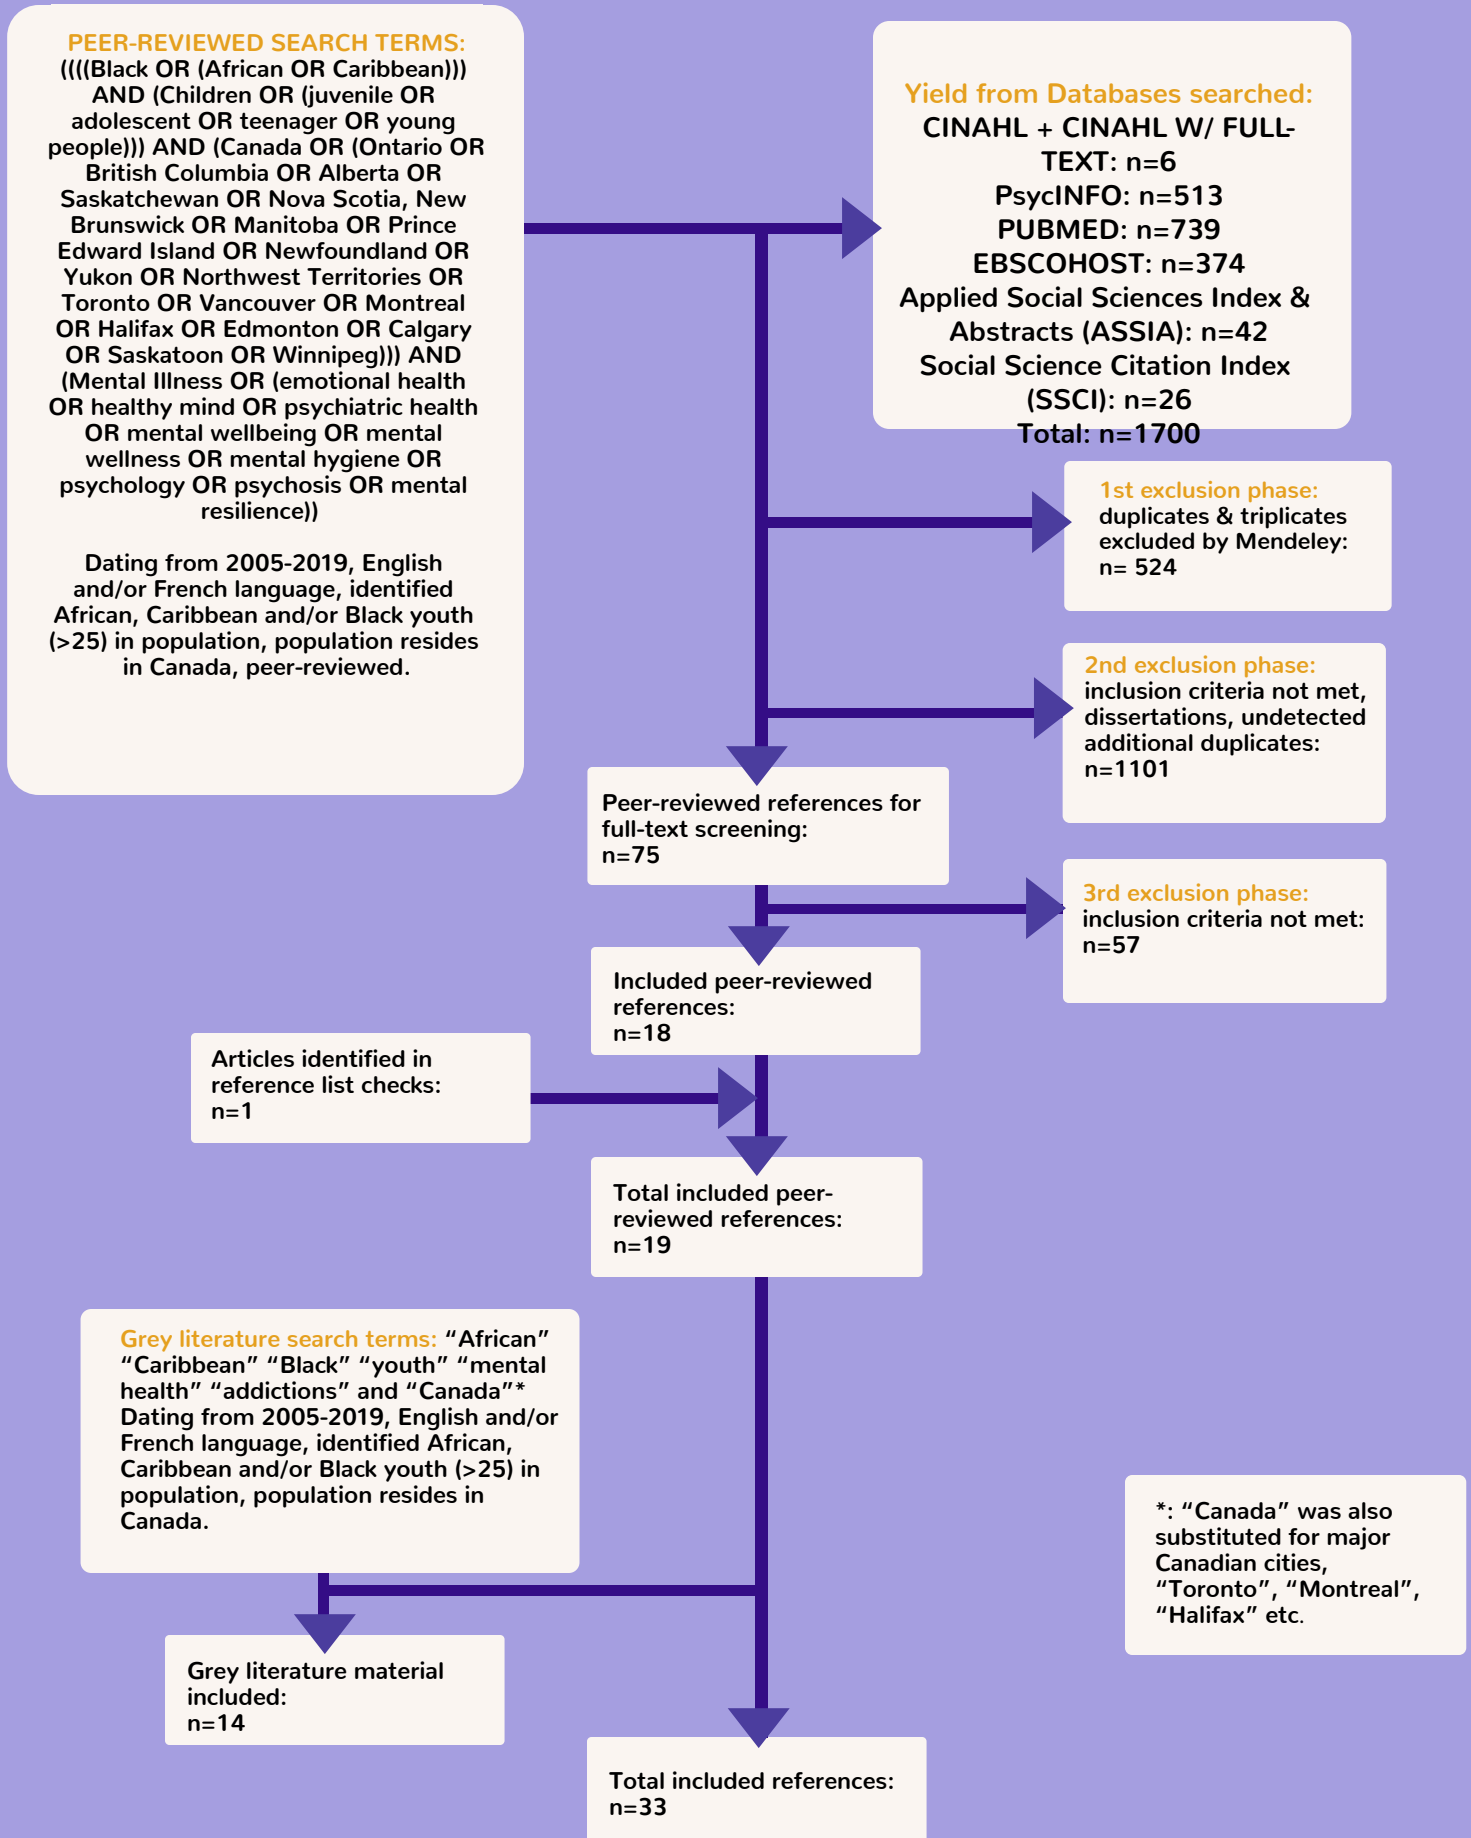 PEER-REVIEWED SEARCH TERMS:
((((Black OR (African OR Caribbean)))
AND (Children OR (juvenile OR
adolescent OR teenager OR young
people))) AND (Canada OR (Ontario OR
British Columbia OR Alberta OR
Saskatchewan OR Nova Scotia, New
Brunswick OR Manitoba OR Prince
Edward Island OR Newfoundland OR
Yukon OR Northwest Territories OR
Toronto OR Vancouver OR Montreal
OR Halifax OR Edmonton OR Calgary
OR Saskatoon OR Winnipeg))) AND
(Mental Illness OR (emotional health
OR healthy mind OR psychiatric health
OR mental wellbeing OR mental
wellness OR mental hygiene OR
psychology OR psychosis OR mental
resilience))
Dating from 2005-2019, English
and/or French language, identified
African, Caribbean and/or Black youth
(>25) in population, population resides
in Canada, peer-reviewed.
Yield from Databases searched:
CINAHL + CINAHL W/ FULL-
TEXT: n=6
PsycINFO: n=513
PUBMED: n=739
EBSCOHOST: n=374
Applied Social Sciences Index &
Abstracts (ASSIA): n=42
Social Science Citation Index
(SSCI): n=26
Total: n=1700
1st exclusion phase:
duplicates & triplicates
excluded by Mendeley:
n= 524
2nd exclusion phase:
inclusion criteria not met,
dissertations, undetected
additional duplicates:
n=1101
Peer-reviewed references for
full-text screening:
n=75
3rd exclusion phase:
inclusion criteria not met:
n=57
Included peer-reviewed
references:
n=18
Articles identified in
reference list checks:
n=1
Total included peer-
reviewed references:
n=19
Grey literature search terms: “African”
“Caribbean” “Black” “youth” “mental
health” “addictions” and “Canada”*
Dating from 2005-2019, English and/or
French language, identified African,
Caribbean and/or Black youth (>25) in
population, population resides in
Canada.
*: “Canada” was also
substituted for major
Canadian cities,
“Toronto”, “Montreal”,
“Halifax” etc.
Grey literature material
included:
n=14
Total included references:
n=33